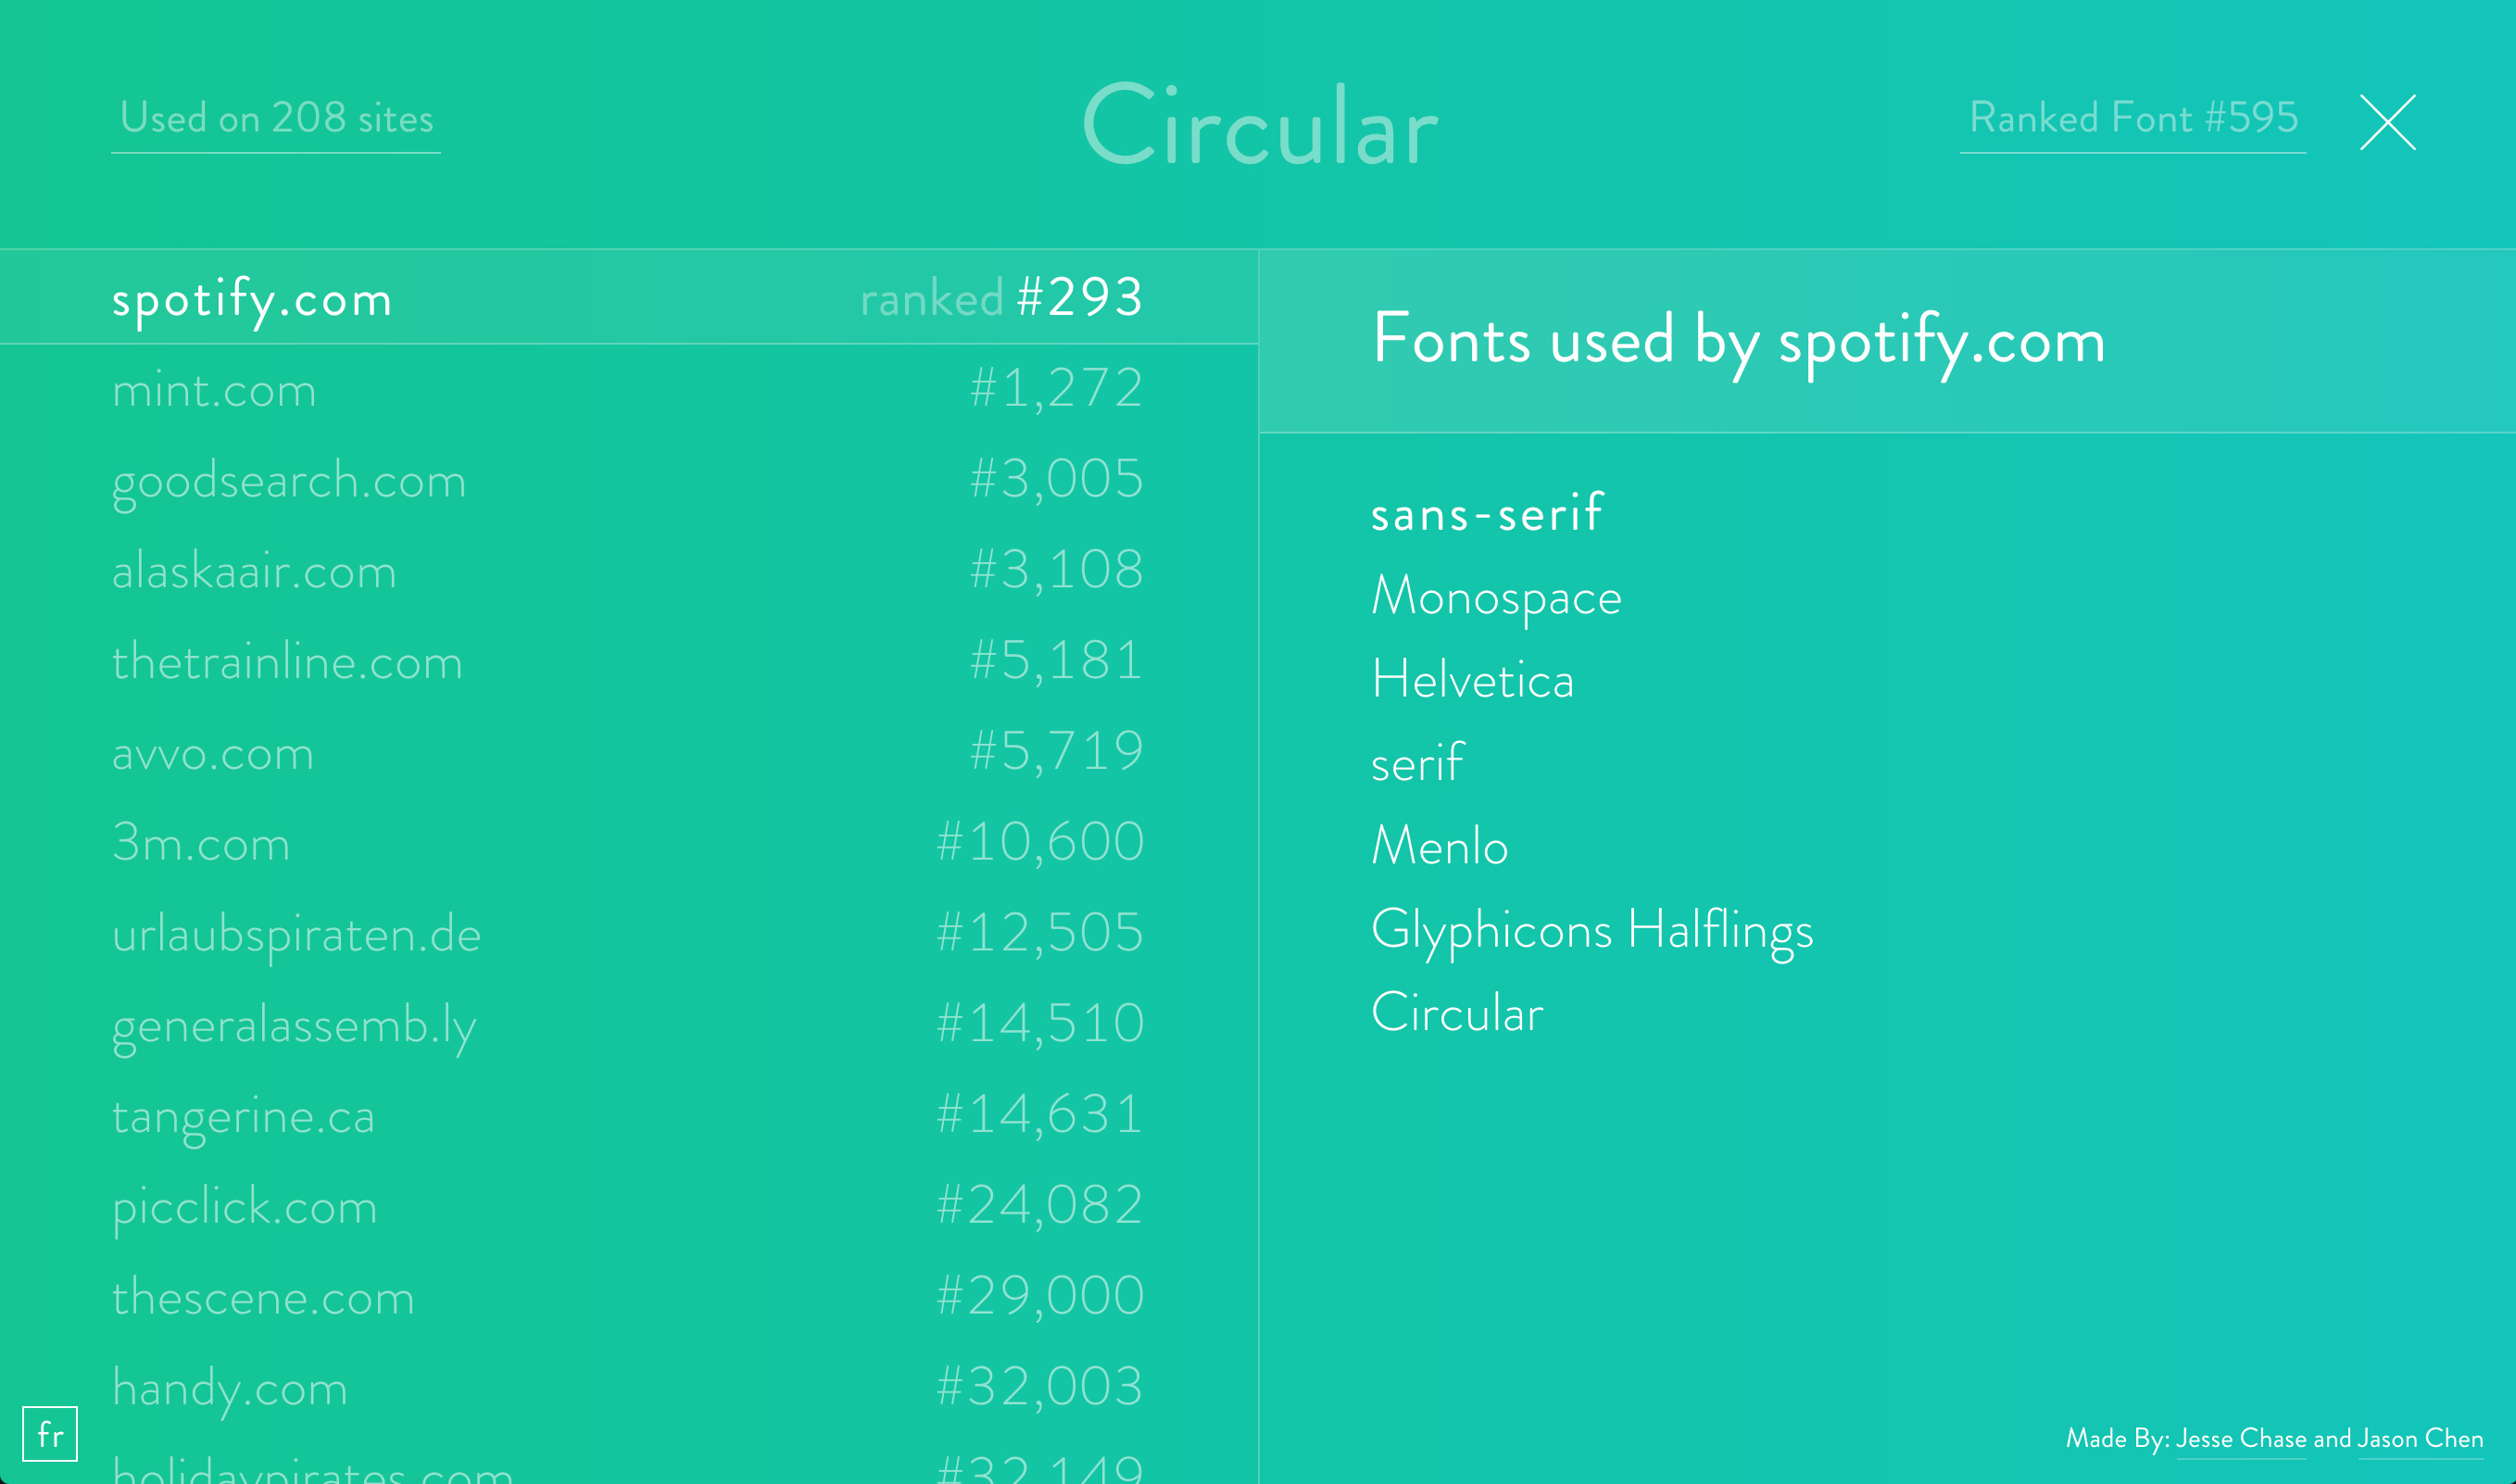 Used on 208 sites
Circular
Ranked Font #595
spotify.com ranked #293
mint.com #1,272
goodsearch.com #3,005
alaskaair.com #3,108
thetrainline.com #5,181
avvo.com #5,719
3m.com #10,600
urlaubspiraten.de #12,505
generalassemb.ly #14,510
tangerine.ca #14,631
picclick.com #24,082
thescene.com #29,000
handy.com #32,003
holidaypirates.com #32,149
Fonts used by spotify.com
sans-serif
Monospace
Helvetica
serif
Menlo
Glyphicons Halflings
Circular
fr
Made By: Jesse Chase and Jason Chen